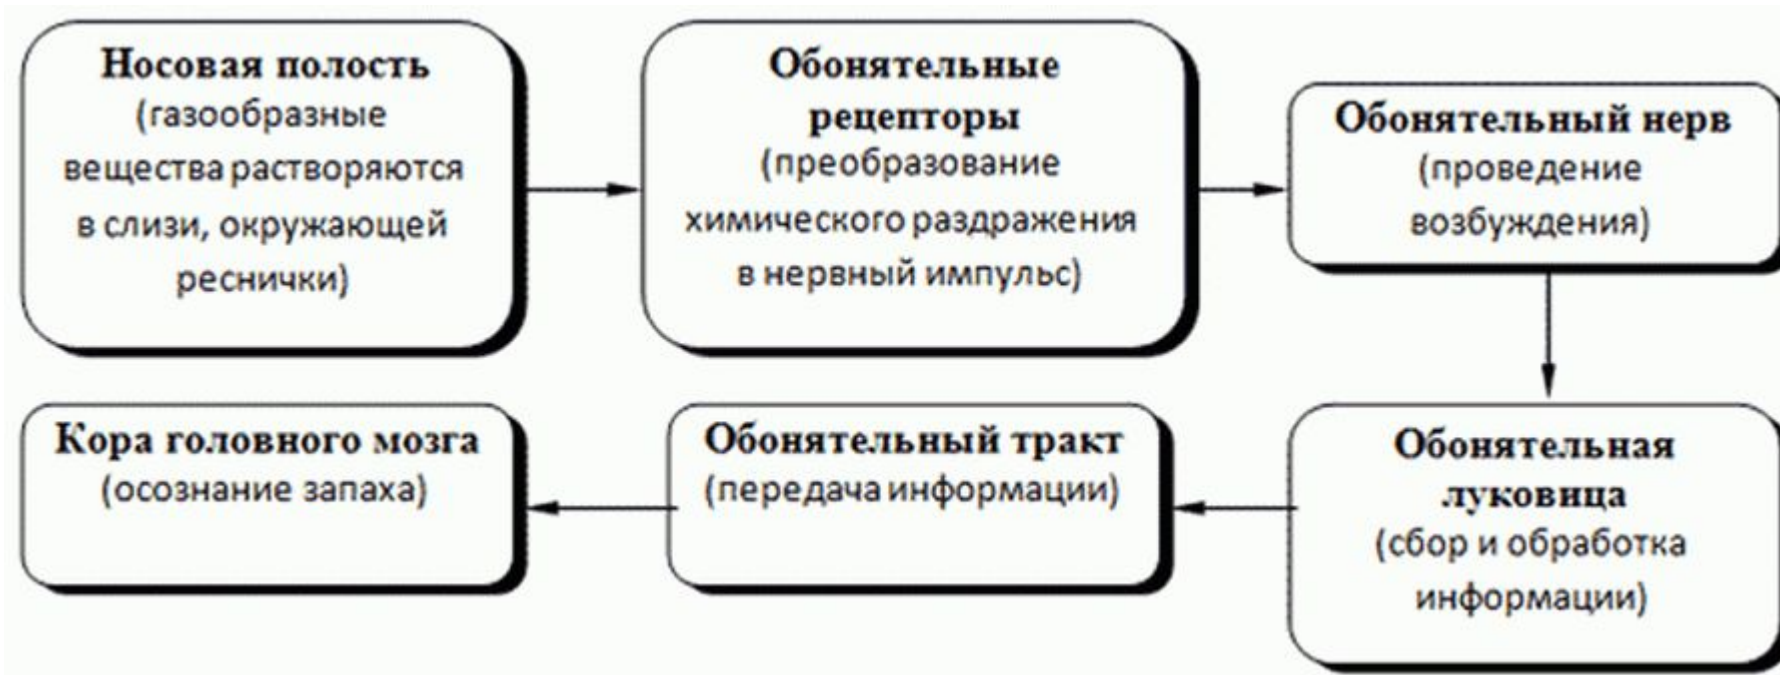 Носовая полость
(газообразные
вещества растворяются
в слизи, окружающей
реснички)
Обонятельные
рецепторы
(преобразование
химического раздражения
в нервный импульс)
Обонятельный нерв
(проведение
возбуждения)
Обонятельная
луковица
(сбор и обработка
информации)
Обонятельный тракт
(передача информации)
Кора головного мозга
(осознание запаха)